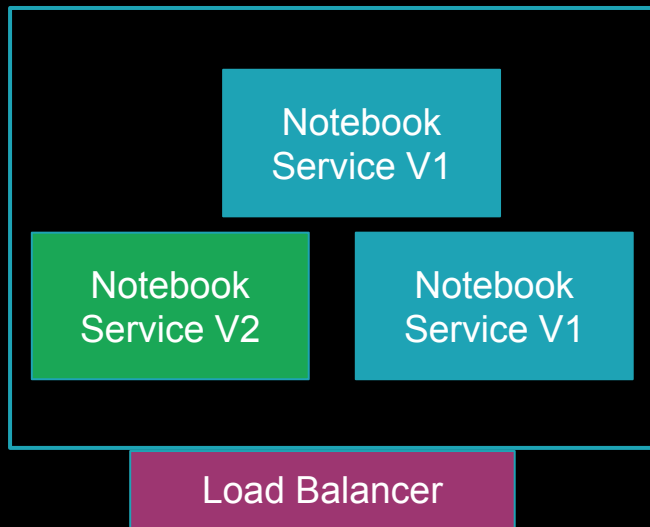 Notebook
Service V1
Notebook
Service V2
Notebook
Service V1
Load Balancer